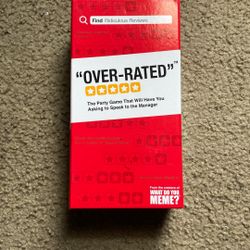 Find Ridiculous Reviews
“OVER-RATED”™
The Party Game That Will Have You
Asking to Speak to the Manager
From the creators of
WHAT DO YOU
MEME?